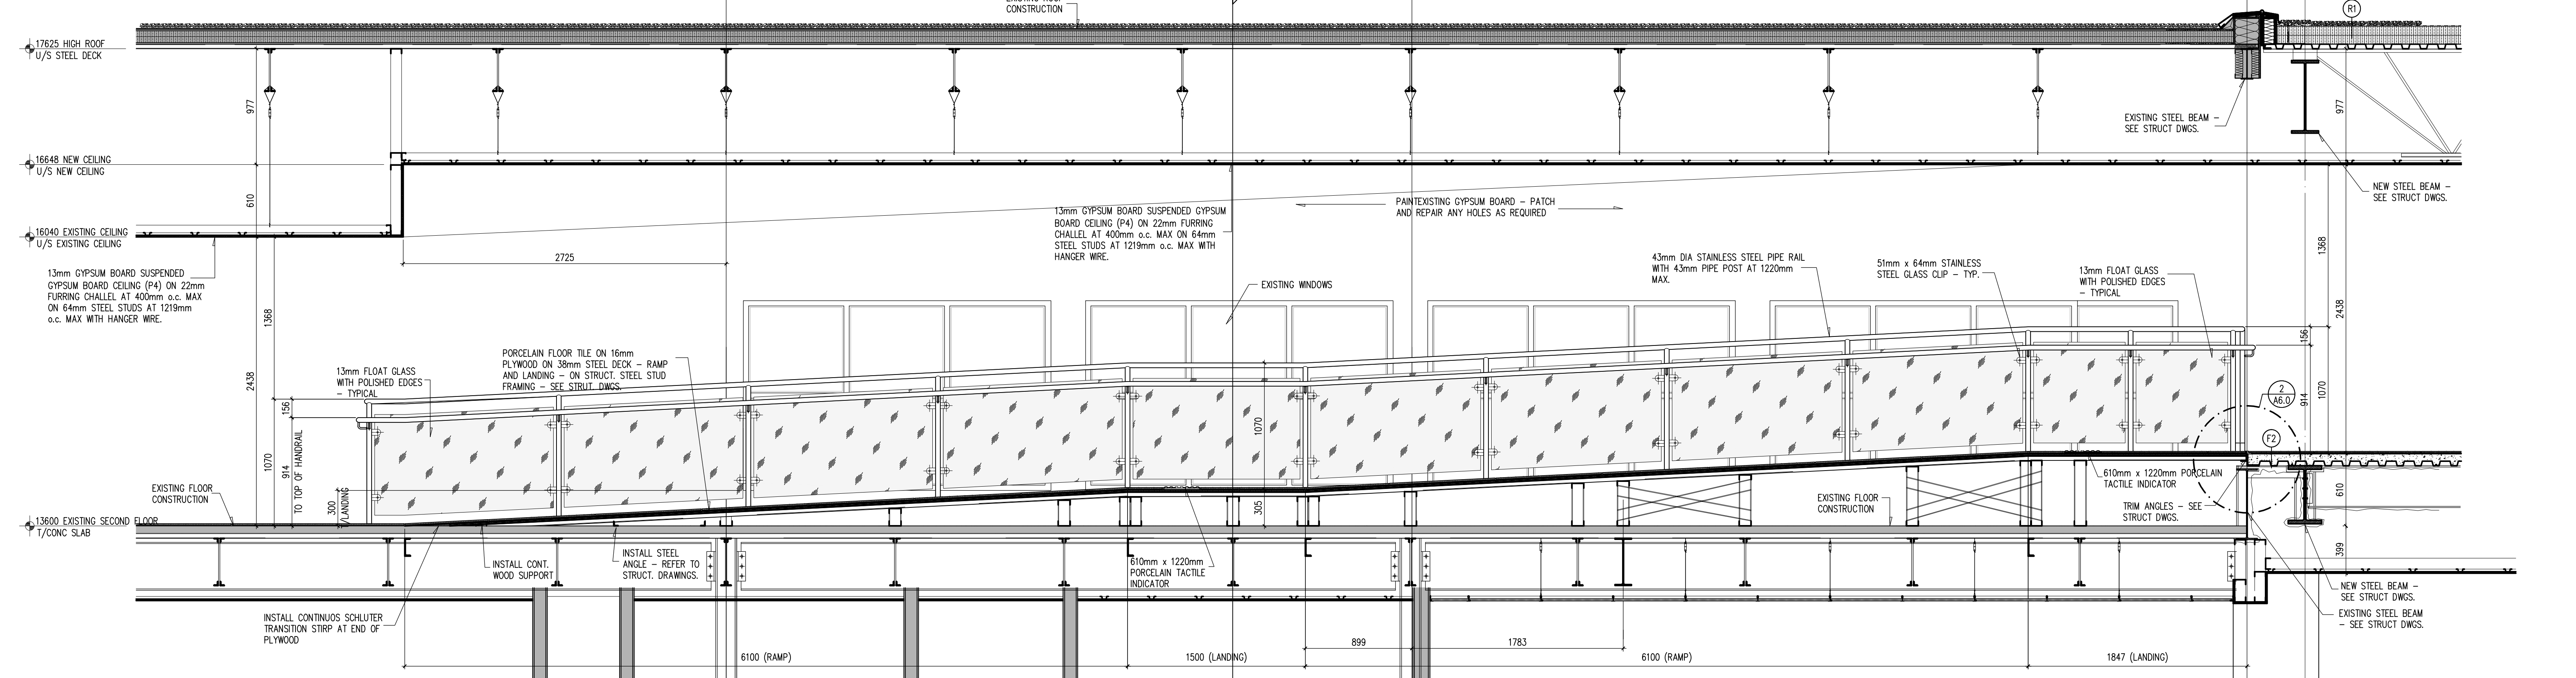 CONSTRUCTION
R1
17625 HIGH ROOF
U/S STEEL DECK
977
977
EXISTING STEEL BEAM –
SEE STRUCT DWGS.
16648 NEW CEILING
U/S NEW CEILING
NEW STEEL BEAM –
SEE STRUCT DWGS.
610
PAINTEXISTING GYPSUM BOARD – PATCH
AND REPAIR ANY HOLES AS REQUIRED
13mm GYPSUM BOARD SUSPENDED GYPSUM
BOARD CEILING (P4) ON 22mm FURRING
CHALLEL AT 400mm o.c. MAX ON 64mm
STEEL STUDS AT 1219mm o.c. MAX WITH
HANGER WIRE.
16040 EXISTING CEILING
U/S EXISTING CEILING
2725
1368
13mm GYPSUM BOARD SUSPENDED
GYPSUM BOARD CEILING (P4) ON 22mm
FURRING CHALLEL AT 400mm o.c. MAX
ON 64mm STEEL STUDS AT 1219mm
o.c. MAX WITH HANGER WIRE.
43mm DIA STAINLESS STEEL PIPE RAIL
WITH 43mm PIPE POST AT 1220mm
MAX.
51mm x 64mm STAINLESS
STEEL GLASS CLIP – TYP.
13mm FLOAT GLASS
WITH POLISHED EDGES
– TYPICAL
EXISTING WINDOWS
1368
2438
156
PORCELAIN FLOOR TILE ON 16mm
PLYWOOD ON 38mm STEEL DECK – RAMP
AND LANDING – ON STRUCT. STEEL STUD
FRAMING – SEE STRUT. DWGS.
13mm FLOAT GLASS
WITH POLISHED EDGES
– TYPICAL
2438
156
2
A6.0
914
1070
1070
F2
1070
914
TO TOP OF HANDRAIL
610mm x 1220mm PORCELAIN
TACTILE INDICATOR
EXISTING FLOOR
CONSTRUCTION
300
/LANDING
305
EXISTING FLOOR
CONSTRUCTION
TRIM ANGLES – SEE
STRUCT DWGS.
610
13600 EXISTING SECOND FLOOR
T/CONC SLAB
399
INSTALL CONT.
WOOD SUPPORT
INSTALL STEEL
ANGLE – REFER TO
STRUCT. DRAWINGS.
610mm x 1220mm
PORCELAIN TACTILE
INDICATOR
NEW STEEL BEAM –
SEE STRUCT DWGS.
EXISTING STEEL BEAM
– SEE STRUCT DWGS.
INSTALL CONTINUOS SCHLUTER
TRANSITION STIRP AT END OF
PLYWOOD
899
1783
6100 (RAMP)
1500 (LANDING)
6100 (RAMP)
1847 (LANDING)